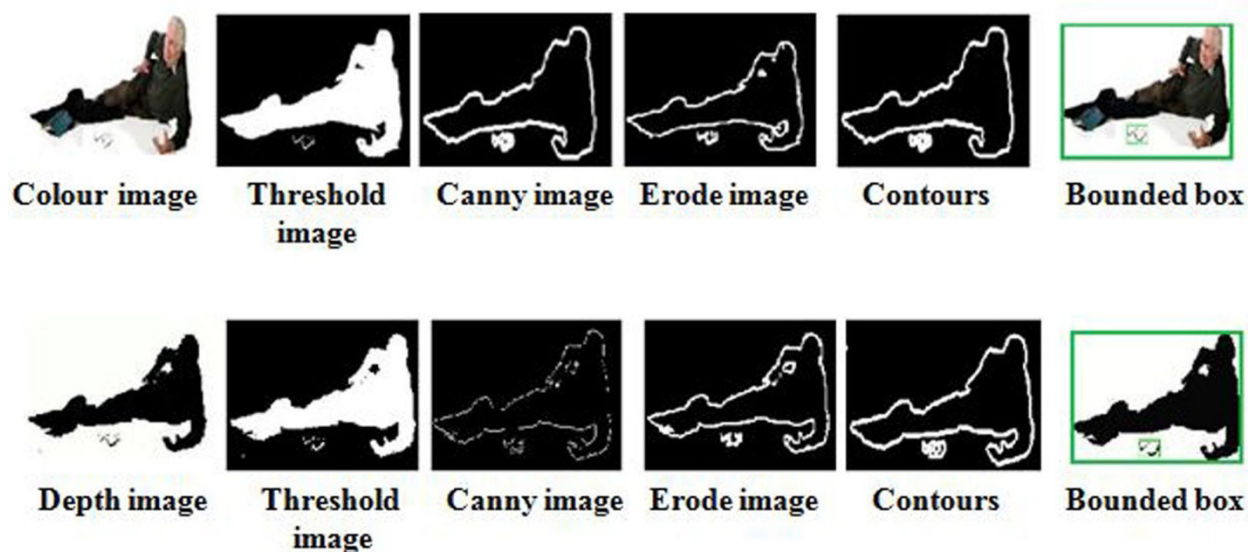 Colour image
Threshold
image
Canny image
Erode image
Contours
Bounded box
Depth image
Threshold
image
Canny image
Erode image
Contours
Bounded box